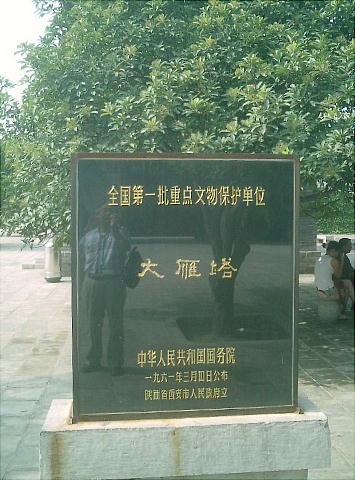 全国第一批重点文物保护单位
大雁塔
中华人民共和国国务院
一九六一年三月四日公布
陕西省西安市人民政府立